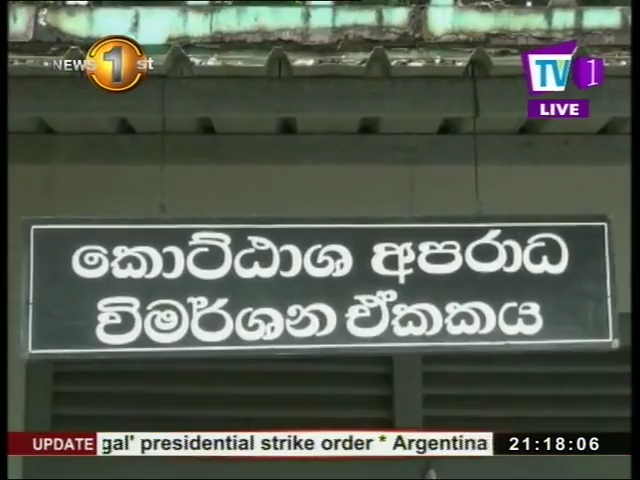 NEWS 1st
TV 1
LIVE
කොට්ඨාශ අපරාධ
විමර්ශන ඒකකය
UPDATE gal' presidential strike order * Argentina 21:18:06